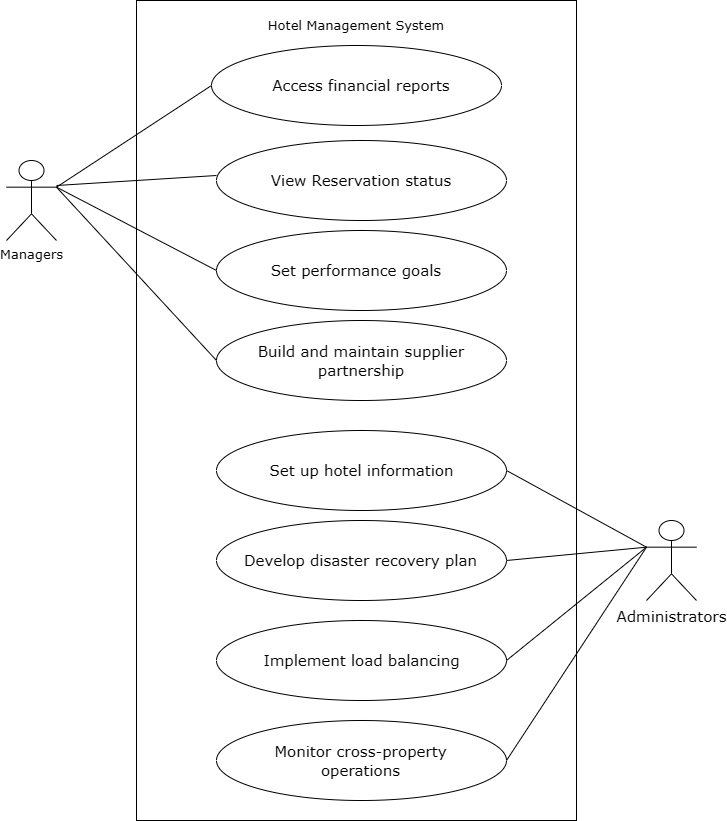 Hotel Management System
Access financial reports
View Reservation status
Managers
Set performance goals
Build and maintain supplier
partnership
Set up hotel information
Develop disaster recovery plan
Administrators
Implement load balancing
Monitor cross-property
operations